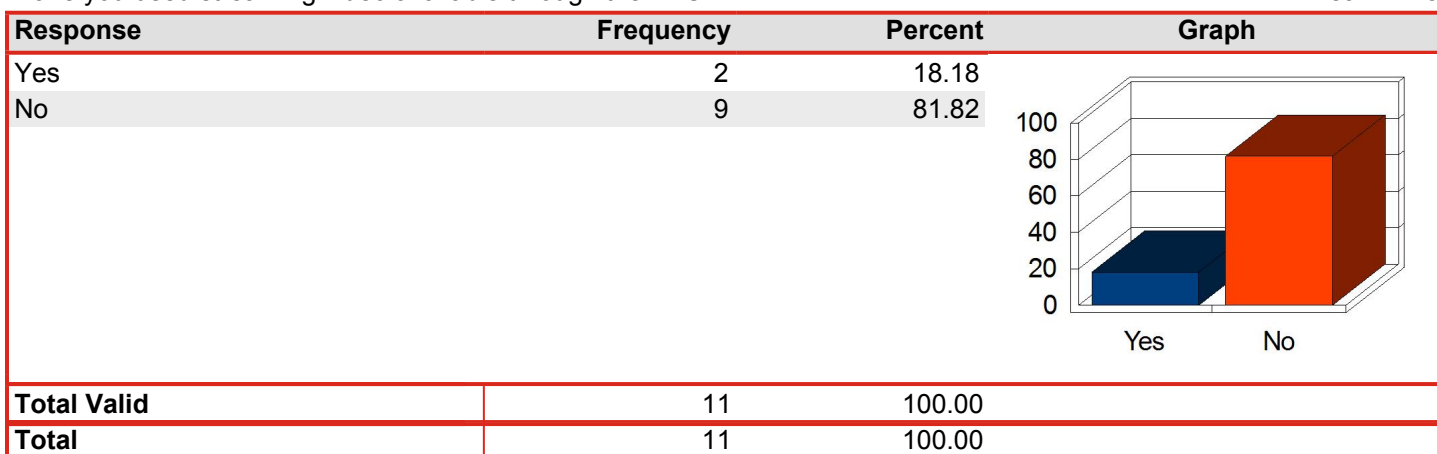 Response Frequency Percent Graph
Yes 2 18.18
No 9 81.82
100
80
60
40
20
0
Yes No
Total Valid 11 100.00
Total 11 100.00